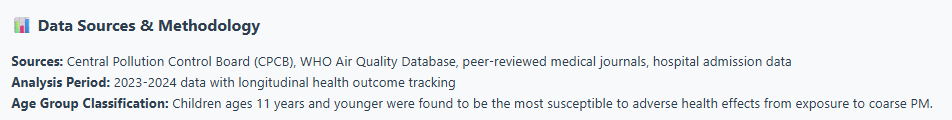 Data Sources & Methodology
Sources: Central Pollution Control Board (CPCB), WHO Air Quality Database, peer-reviewed medical journals, hospital admission data
Analysis Period: 2023-2024 data with longitudinal health outcome tracking
Age Group Classification: Children ages 11 years and younger were found to be the most susceptible to adverse health effects from exposure to coarse PM.